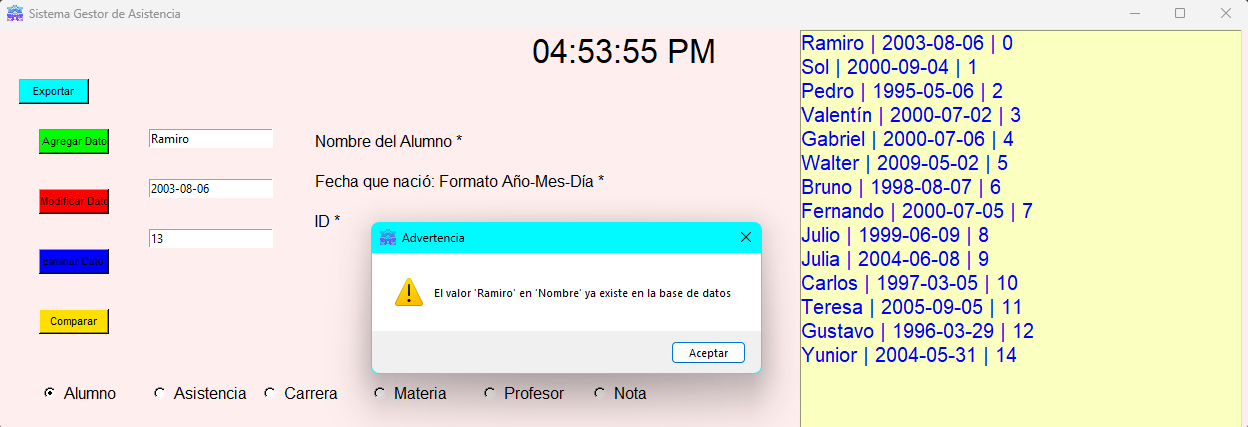 Sistema Gestor de Asistencia
04:53:55 PM
Exportar
Agregar Dato
Ramiro
Nombre del Alumno *
Modificar Dato
2003-08-06
Fecha que nació: Formato Año-Mes-Día *
13
ID *
Eliminar Dato
Comparar
Advertencia
El valor 'Ramiro' en 'Nombre' ya existe en la base de datos
Aceptar
Alumno Asistencia Carrera Materia Profesor Nota
Ramiro | 2003-08-06 | 0
Sol | 2000-09-04 | 1
Pedro | 1995-05-06 | 2
Valentín | 2000-07-02 | 3
Gabriel | 2000-07-06 | 4
Walter | 2009-05-02 | 5
Bruno | 1998-08-07 | 6
Fernando | 2000-07-05 | 7
Julio | 1999-06-09 | 8
Julia | 2004-06-08 | 9
Carlos | 1997-03-05 | 10
Teresa | 2005-09-05 | 11
Gustavo | 1996-03-29 | 12
Yunior | 2004-05-31 | 14